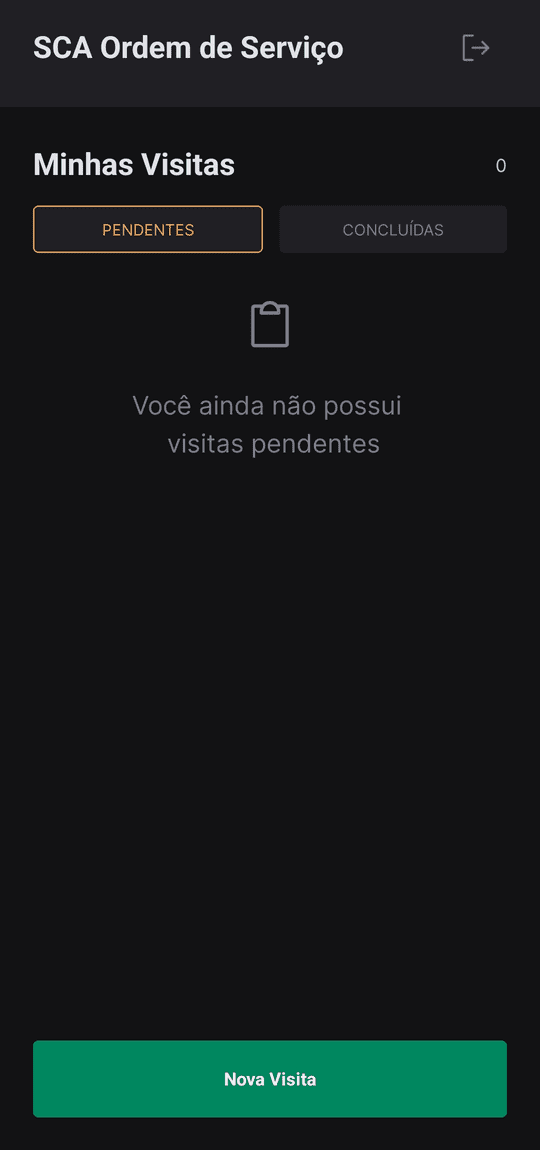 SCA Ordem de Serviço
Minhas Visitas
0
PENDENTES
CONCLUÍDAS
Você ainda não possui
visitas pendentes
Nova Visita